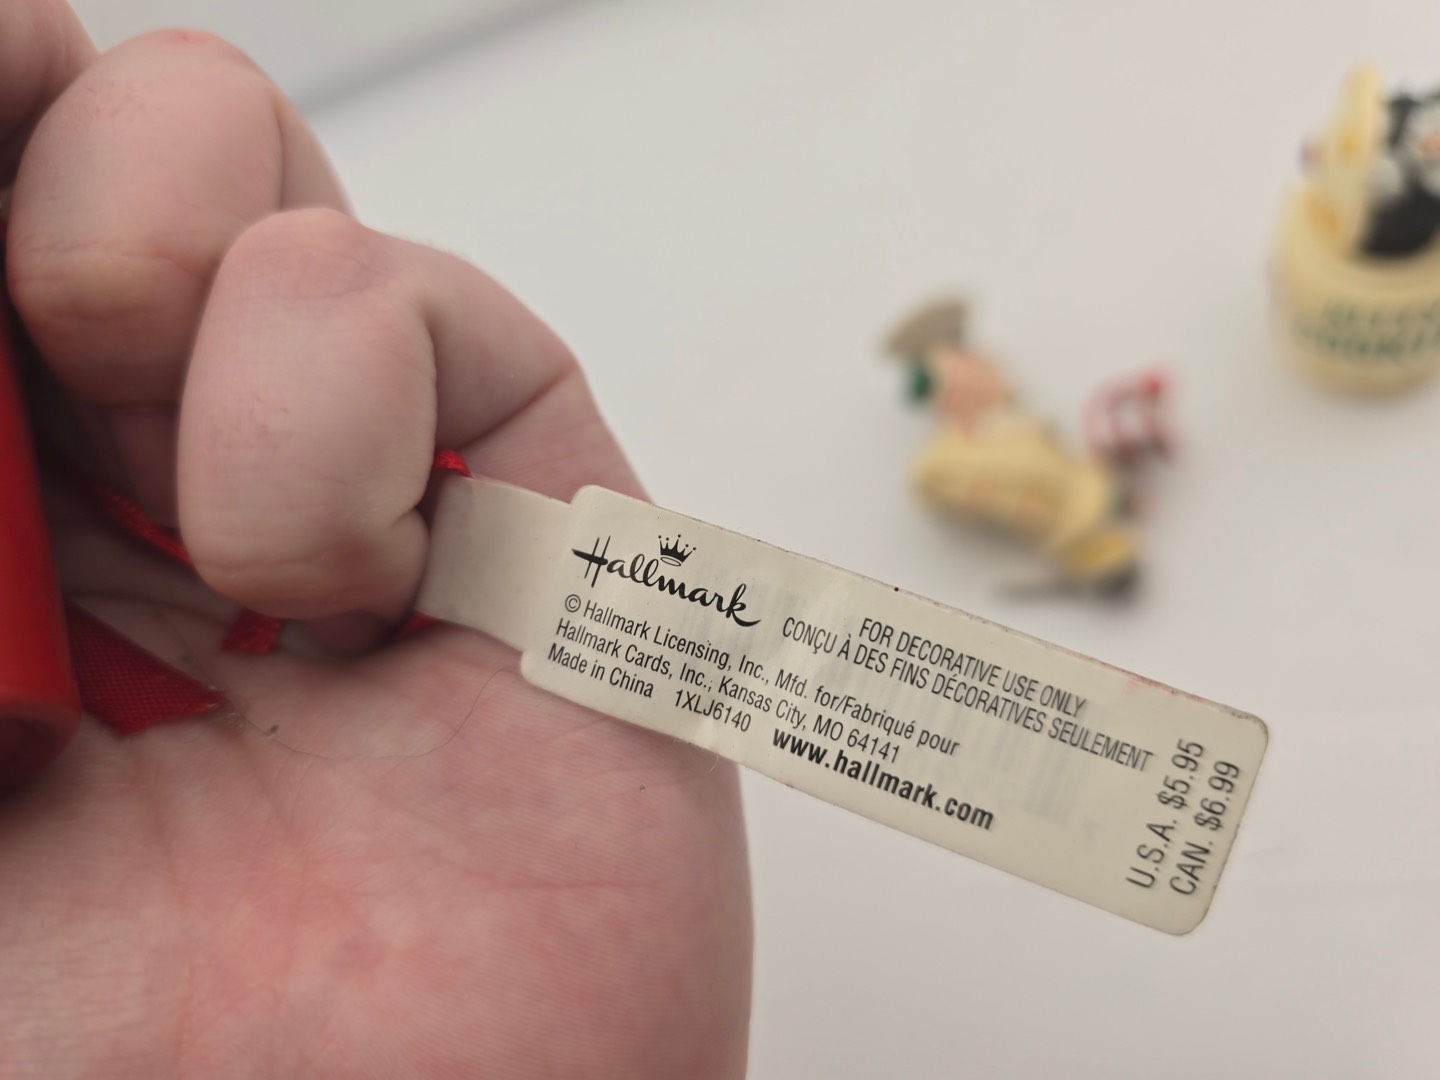 Hallmark
© Hallmark Licensing, Inc., Mfd. for/Fabriqué pour
Hallmark Cards, Inc., Kansas City, MO 64141
Made in China 1XLJ6140
www.hallmark.com
FOR DECORATIVE USE ONLY
CONÇU À DES FINS DÉCORATIVES SEULEMENT
U.S.A. $5.95
CAN. $6.99